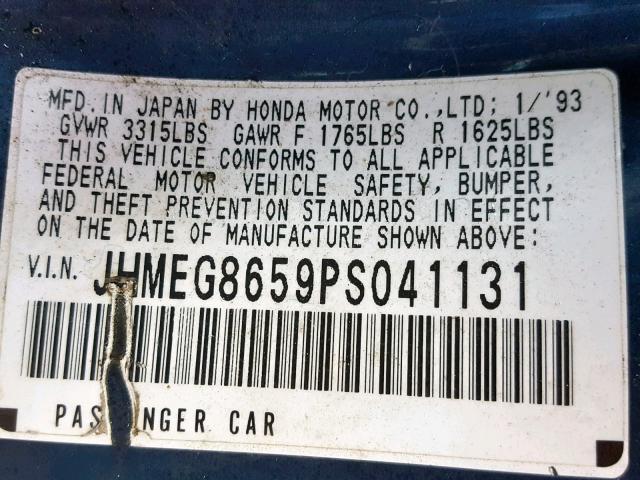 MFD. IN JAPAN BY HONDA MOTOR CO.,LTD; 1/'93
GVWR 3315LBS GAWR F 1765LBS R 1625LBS
THIS VEHICLE CONFORMS TO ALL APPLICABLE
FEDERAL MOTOR VEHICLE SAFETY, BUMPER,
AND THEFT PREVENTION STANDARDS IN EFFECT
ON THE DATE OF MANUFACTURE SHOWN ABOVE:
V.I.N. JHMEG8659PS041131
PASSENGER CAR